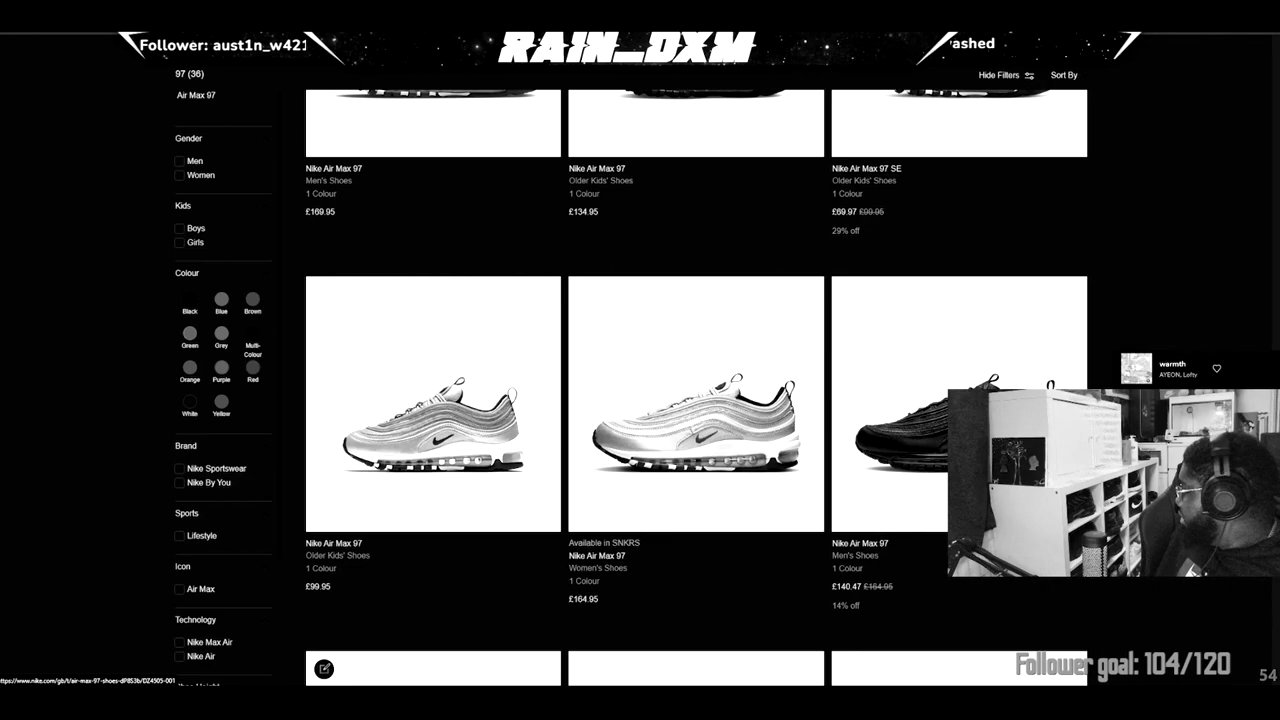 Follower: aust1n_w421
RAIN_DXM
ashed
97 (36)
Hide Filters
Sort By
Air Max 97
Gender
Men
Women
Kids
Boys
Girls
Colour
Black
Blue
Brown
Green
Grey
Multi-
Colour
Orange
Purple
Red
White
Yellow
Brand
Nike Sportswear
Nike By You
Sports
Lifestyle
Icon
Air Max
Technology
Nike Max Air
Nike Air
Nike Air Max 97
Men's Shoes
1 Colour
£169.95
Nike Air Max 97
Older Kids' Shoes
1 Colour
£134.95
Nike Air Max 97 SE
Older Kids' Shoes
1 Colour
£69.97 £99.95
29% off
Nike Air Max 97
Older Kids' Shoes
1 Colour
£99.95
Available in SNKRS
Nike Air Max 97
Women's Shoes
1 Colour
£164.95
Nike Air Max 97
Men's Shoes
1 Colour
£140.47 £164.95
14% off
warmth
AYEON, Lofty
Follower goal: 104/120
54